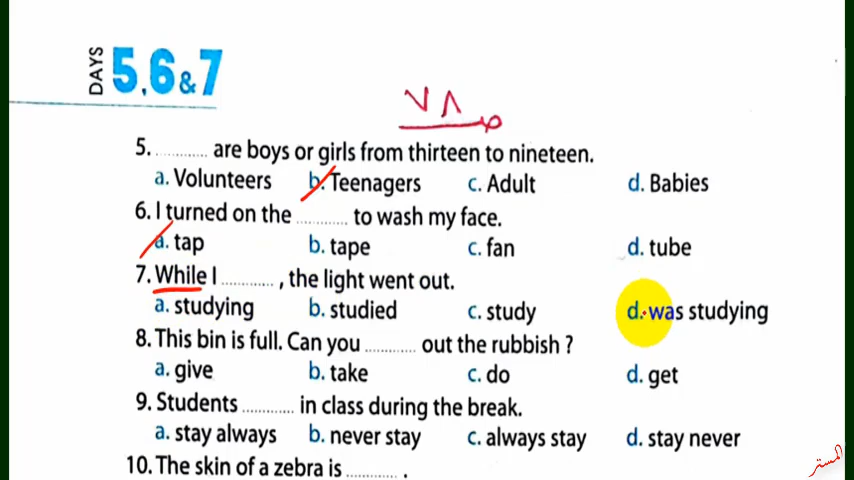 DAYS 5,6&7
٧٨ ص
5. ............ are boys or girls from thirteen to nineteen.
a. Volunteers b. Teenagers c. Adult d. Babies
6. I turned on the ............ to wash my face.
a. tap b. tape c. fan d. tube
7. While I ............ , the light went out.
a. studying b. studied c. study d. was studying
8. This bin is full. Can you ............ out the rubbish ?
a. give b. take c. do d. get
9. Students ............ in class during the break.
a. stay always b. never stay c. always stay d. stay never
10. The skin of a zebra is ............ .
المستر